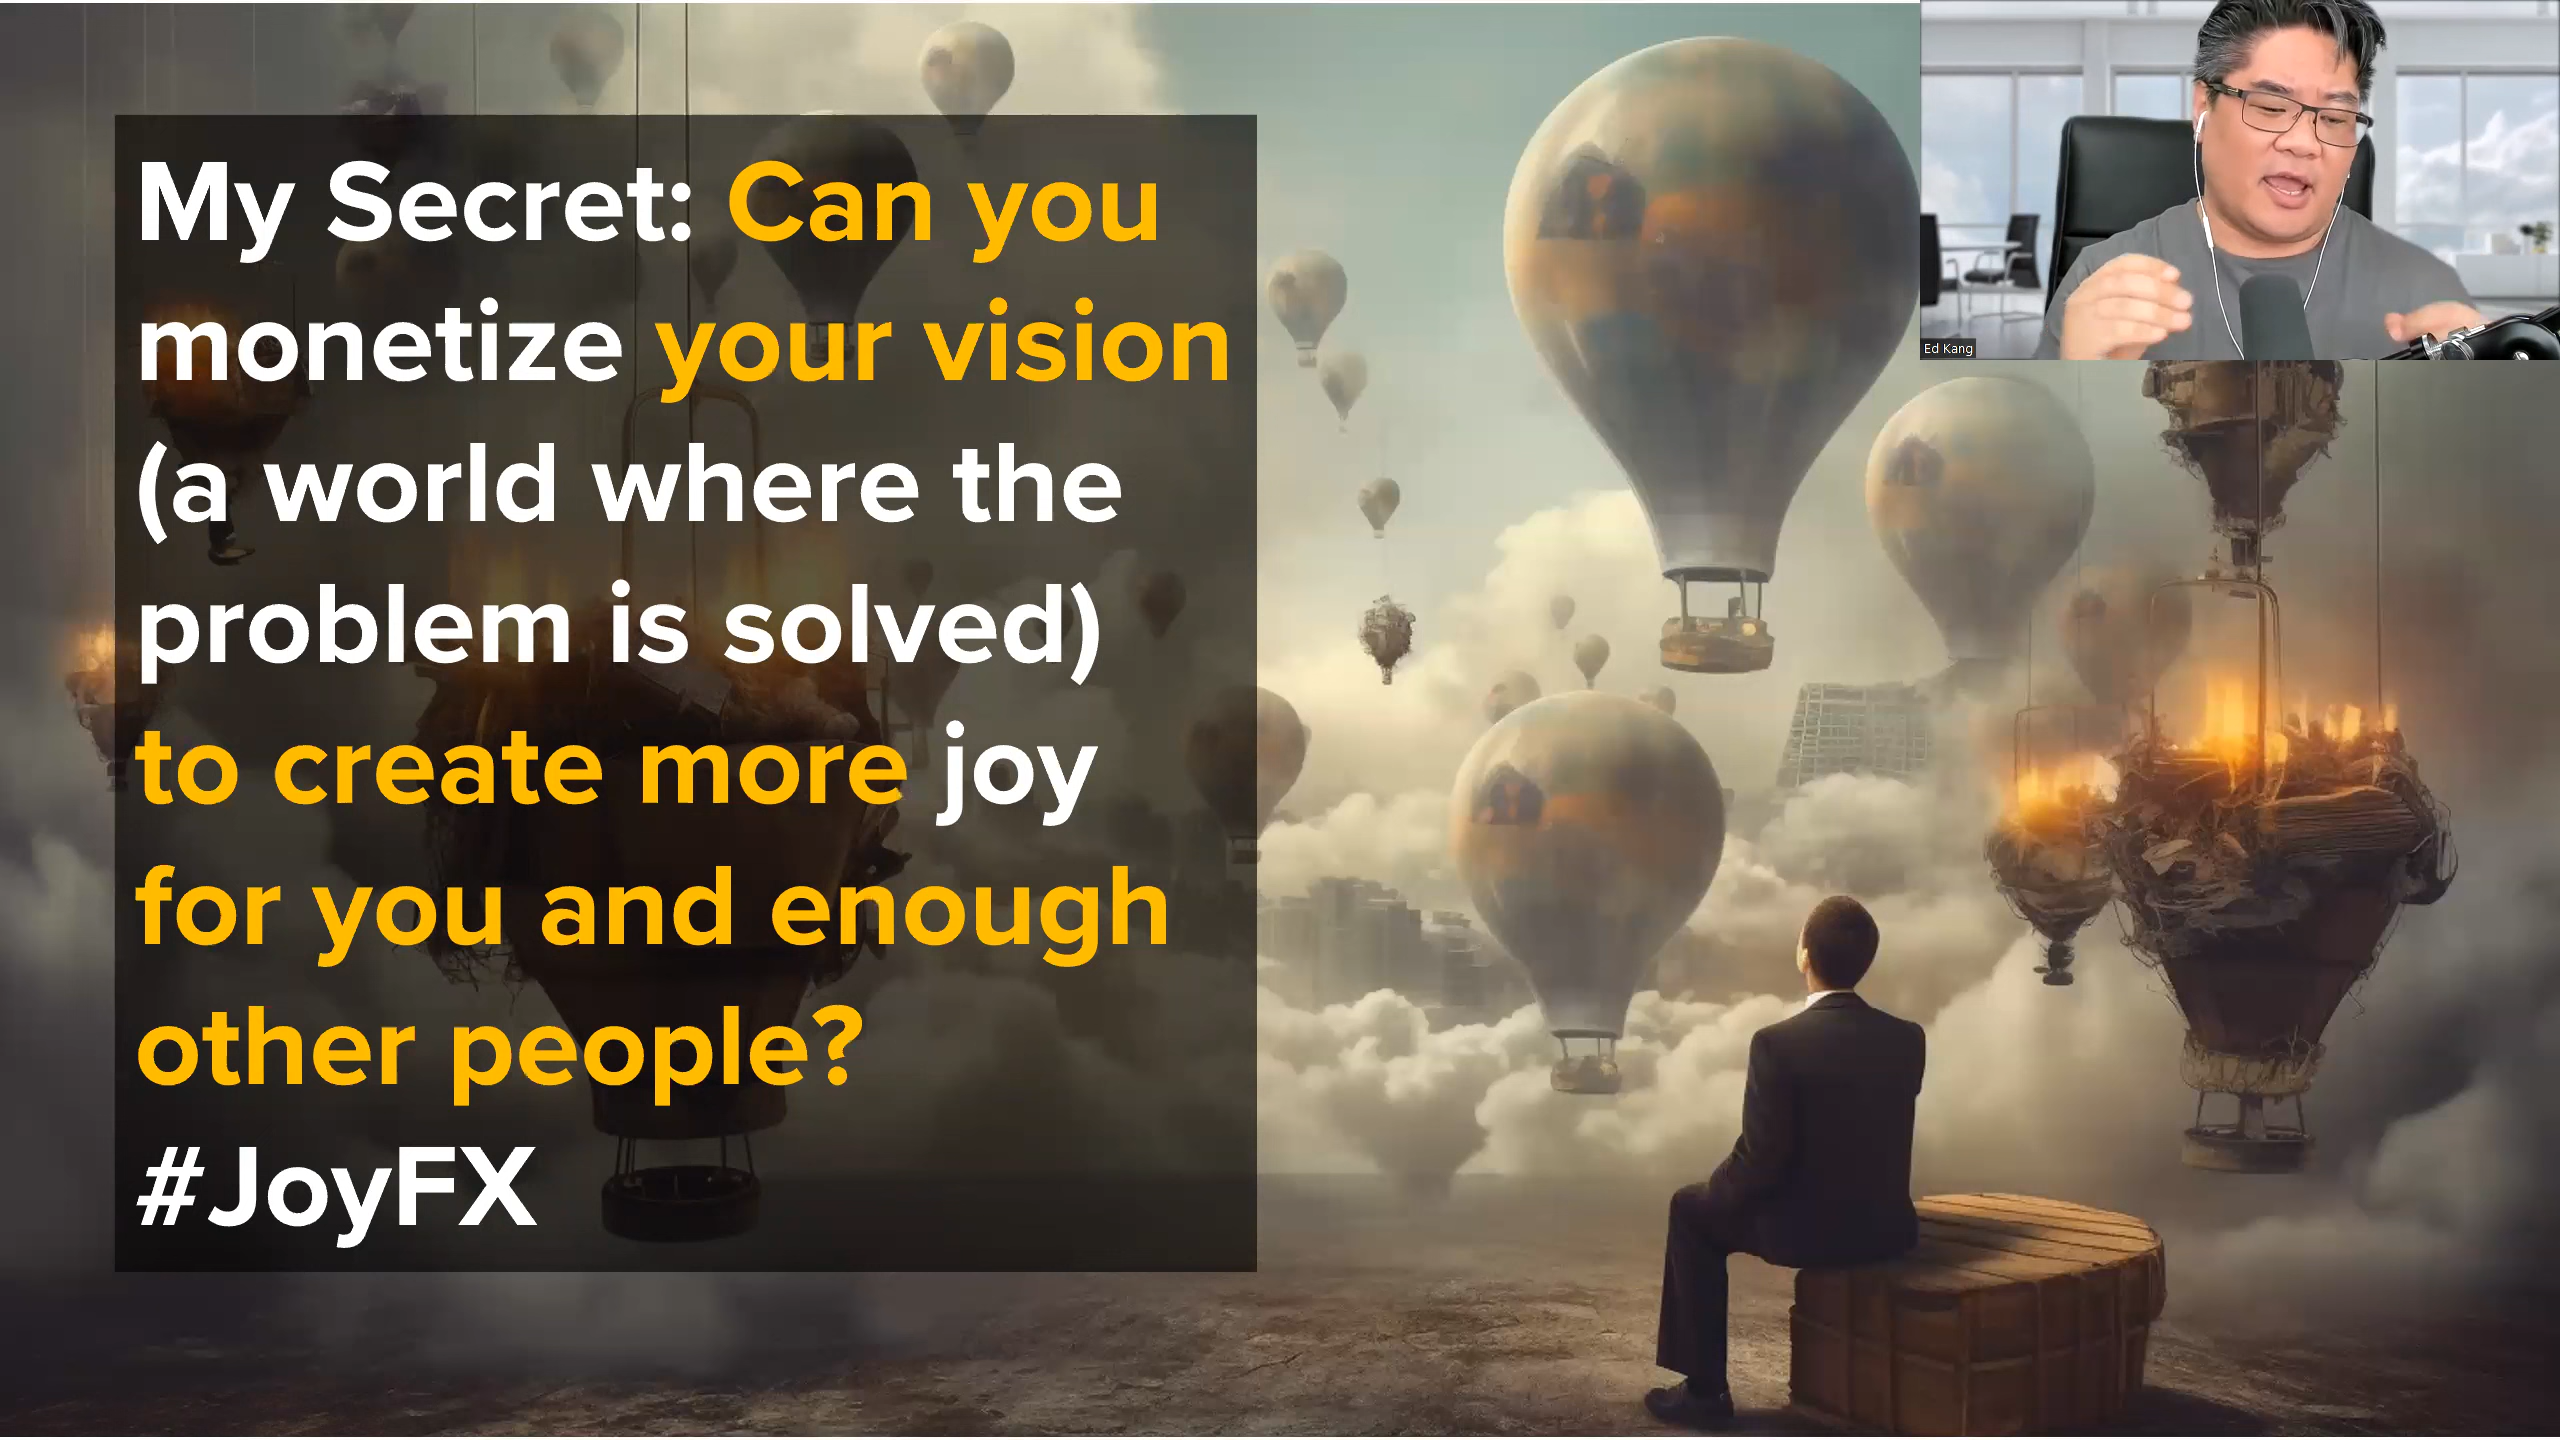 My Secret: Can you
monetize your vision
(a world where the
problem is solved)
to create more joy
for you and enough
other people?
#JoyFX
Ed Kang